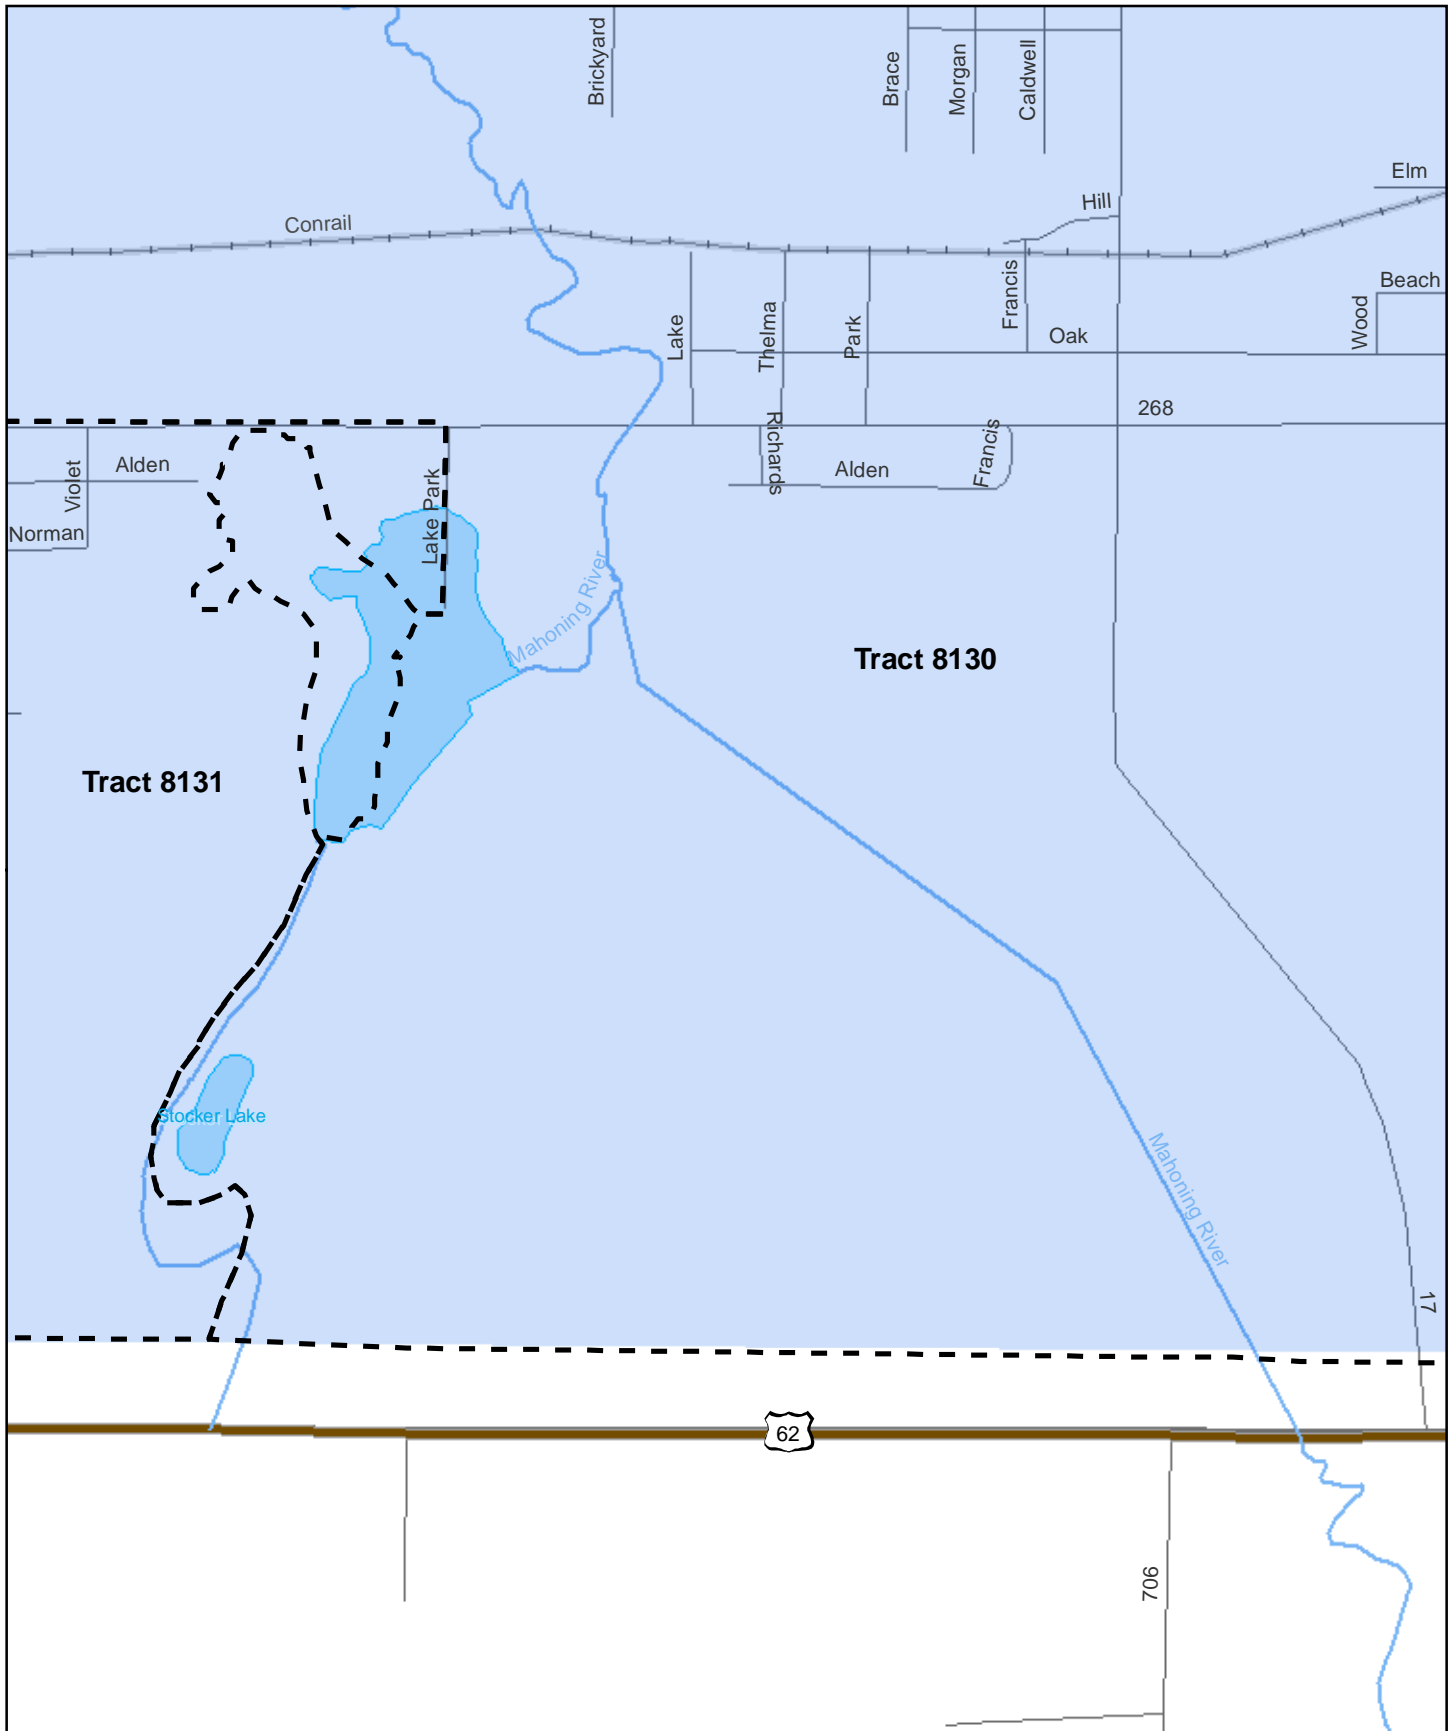 Brickyard
Brace
Morgan
Caldwell
Elm
Hill
Conrail
Beach
Francis
Wood
Lake
Thelma
Park
Oak
268
Richards
Francis
Alden
Violet
Alden
Lake Park
Norman
Mahoning River
Tract 8130
Tract 8131
Stocker Lake
Mahoning River
17
62
706